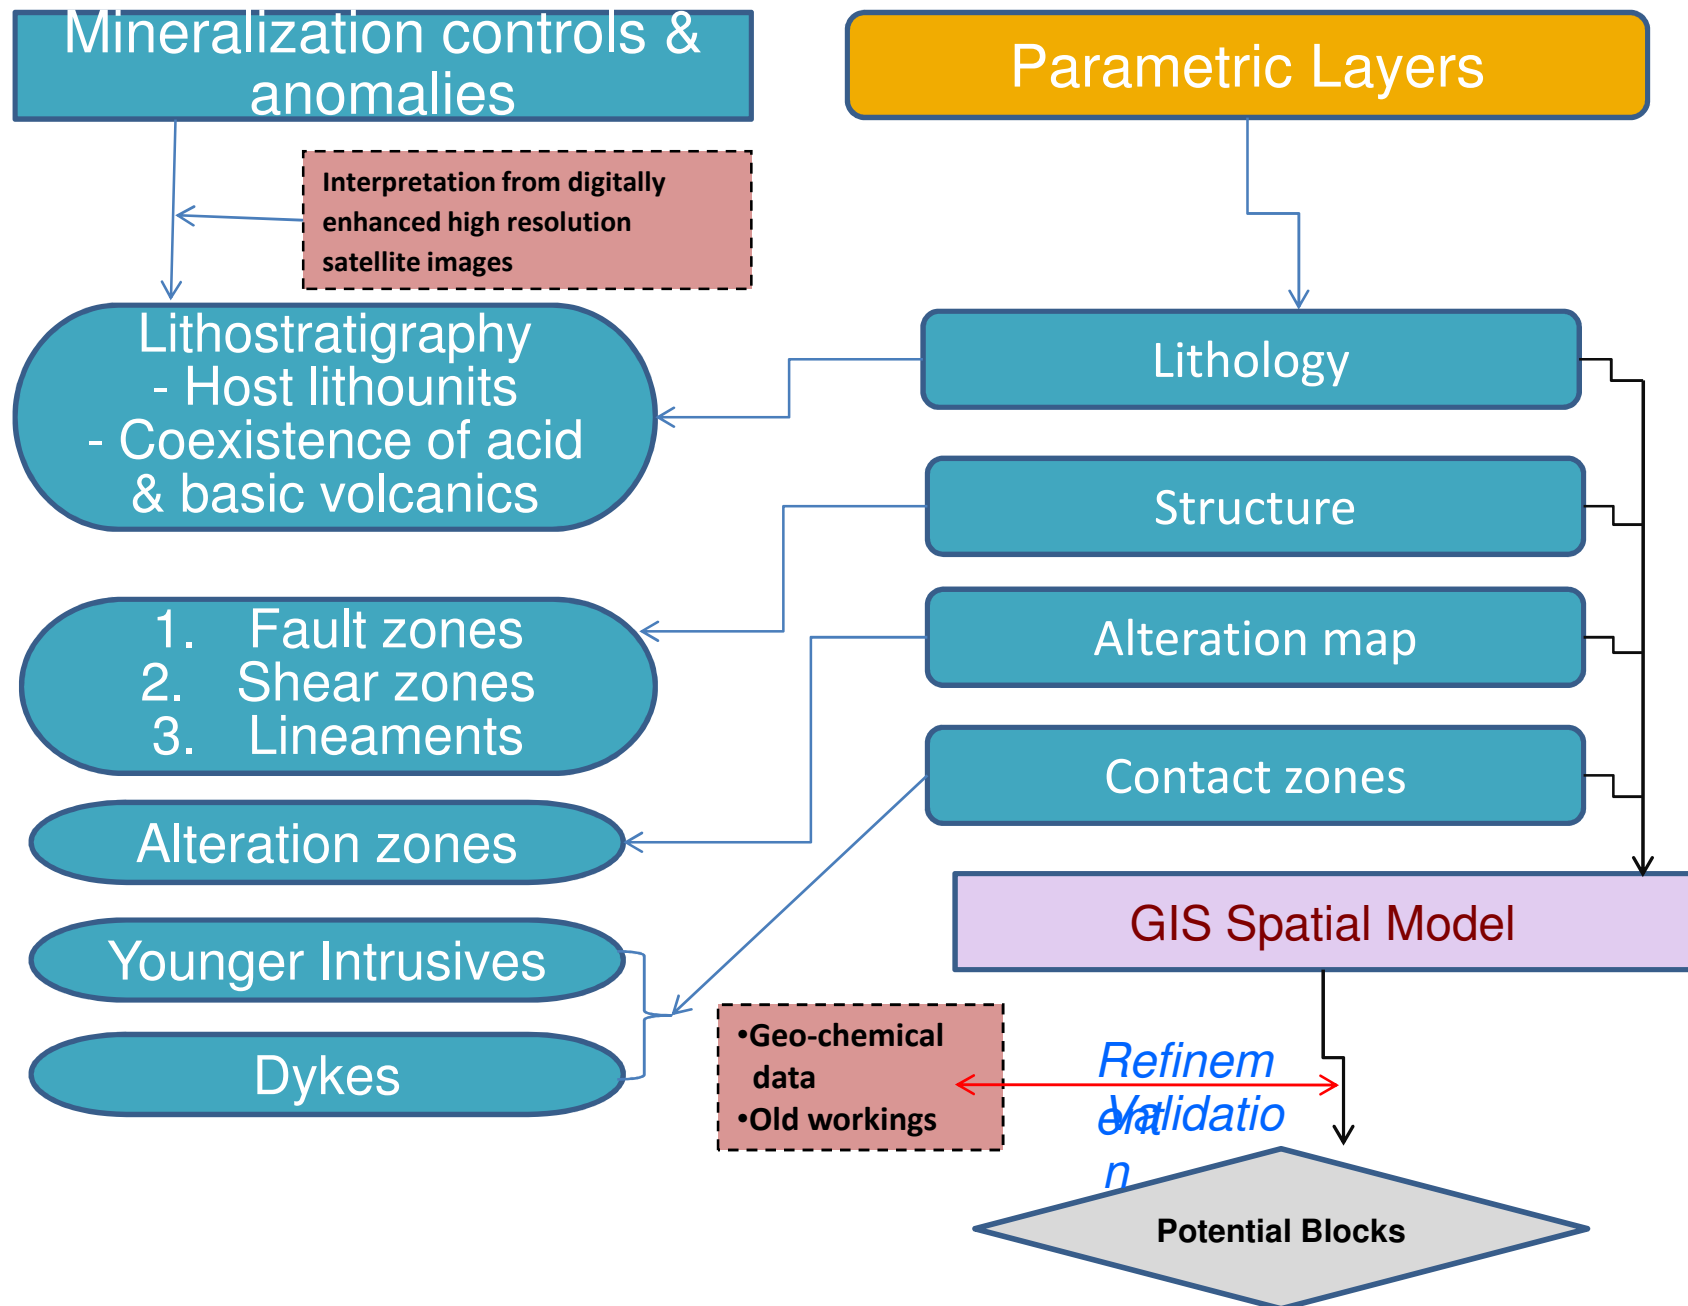 Mineralization controls &
anomalies
Parametric Layers
Interpretation from digitally
enhanced high resolution
satellite images
Lithostratigraphy
- Host lithounits
- Coexistence of acid
& basic volcanics
Lithology
Structure
1. Fault zones
2. Shear zones
3. Lineaments
Alteration map
Contact zones
Alteration zones
GIS Spatial Model
Younger Intrusives
Dykes
•Geo-chemical
data
•Old workings
Refinem
ent
Validatio
n
Potential Blocks